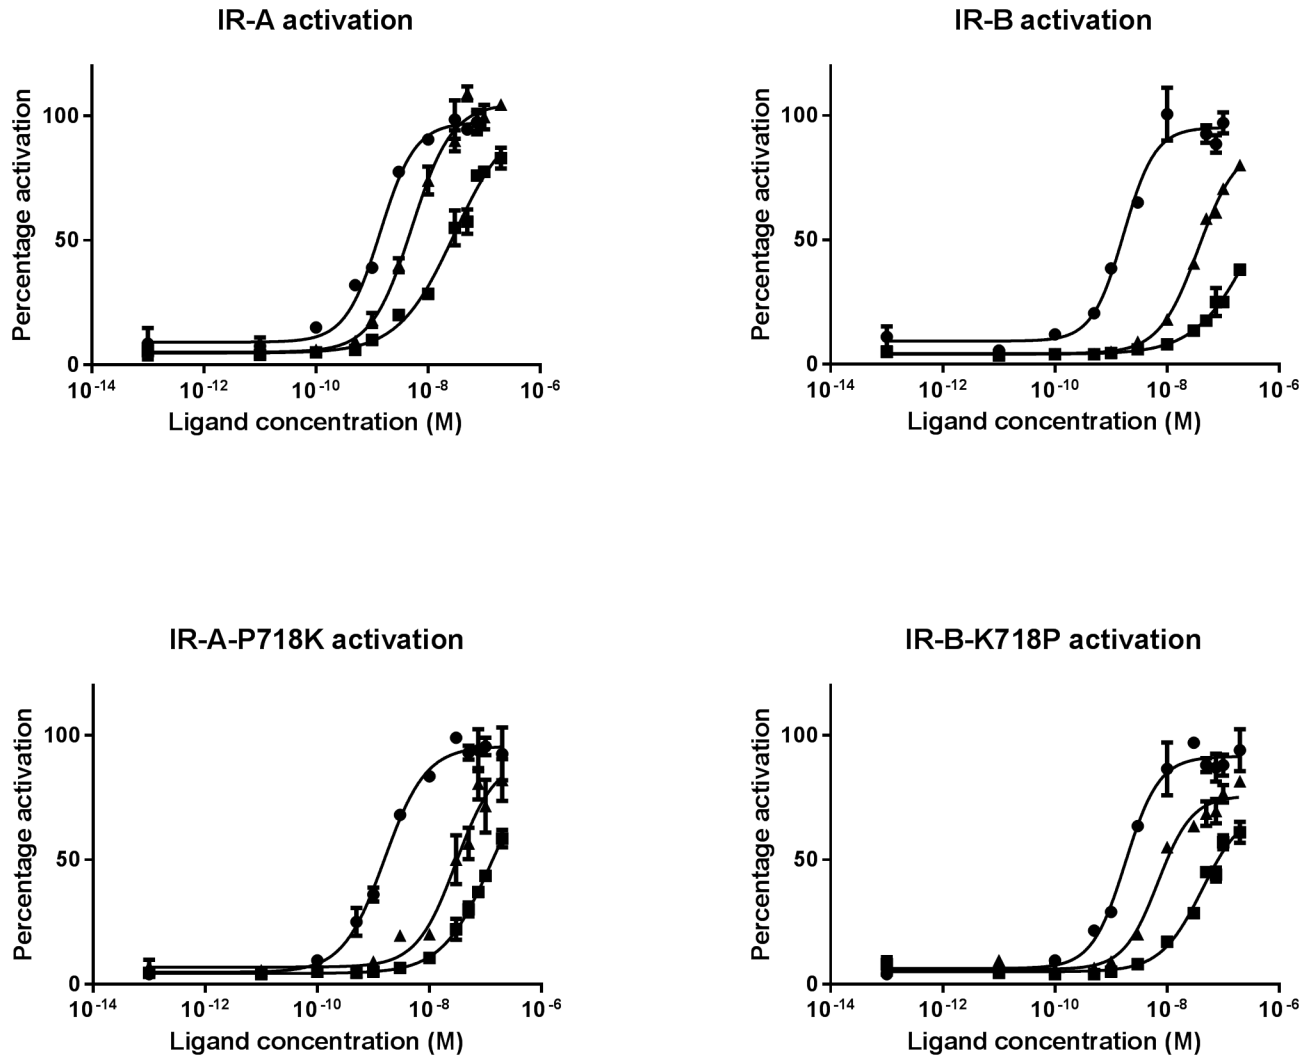 IR-A activation
Percentage activation
100
50
0
10-14
10-12
10-10
10-8
10-6
Ligand concentration (M)
IR-B activation
Percentage activation
100
50
0
10-14
10-12
10-10
10-8
10-6
Ligand concentration (M)
IR-A-P718K activation
Percentage activation
100
50
0
10-14
10-12
10-10
10-8
10-6
Ligand concentration (M)
IR-B-K718P activation
Percentage activation
100
50
0
10-14
10-12
10-10
10-8
10-6
Ligand concentration (M)